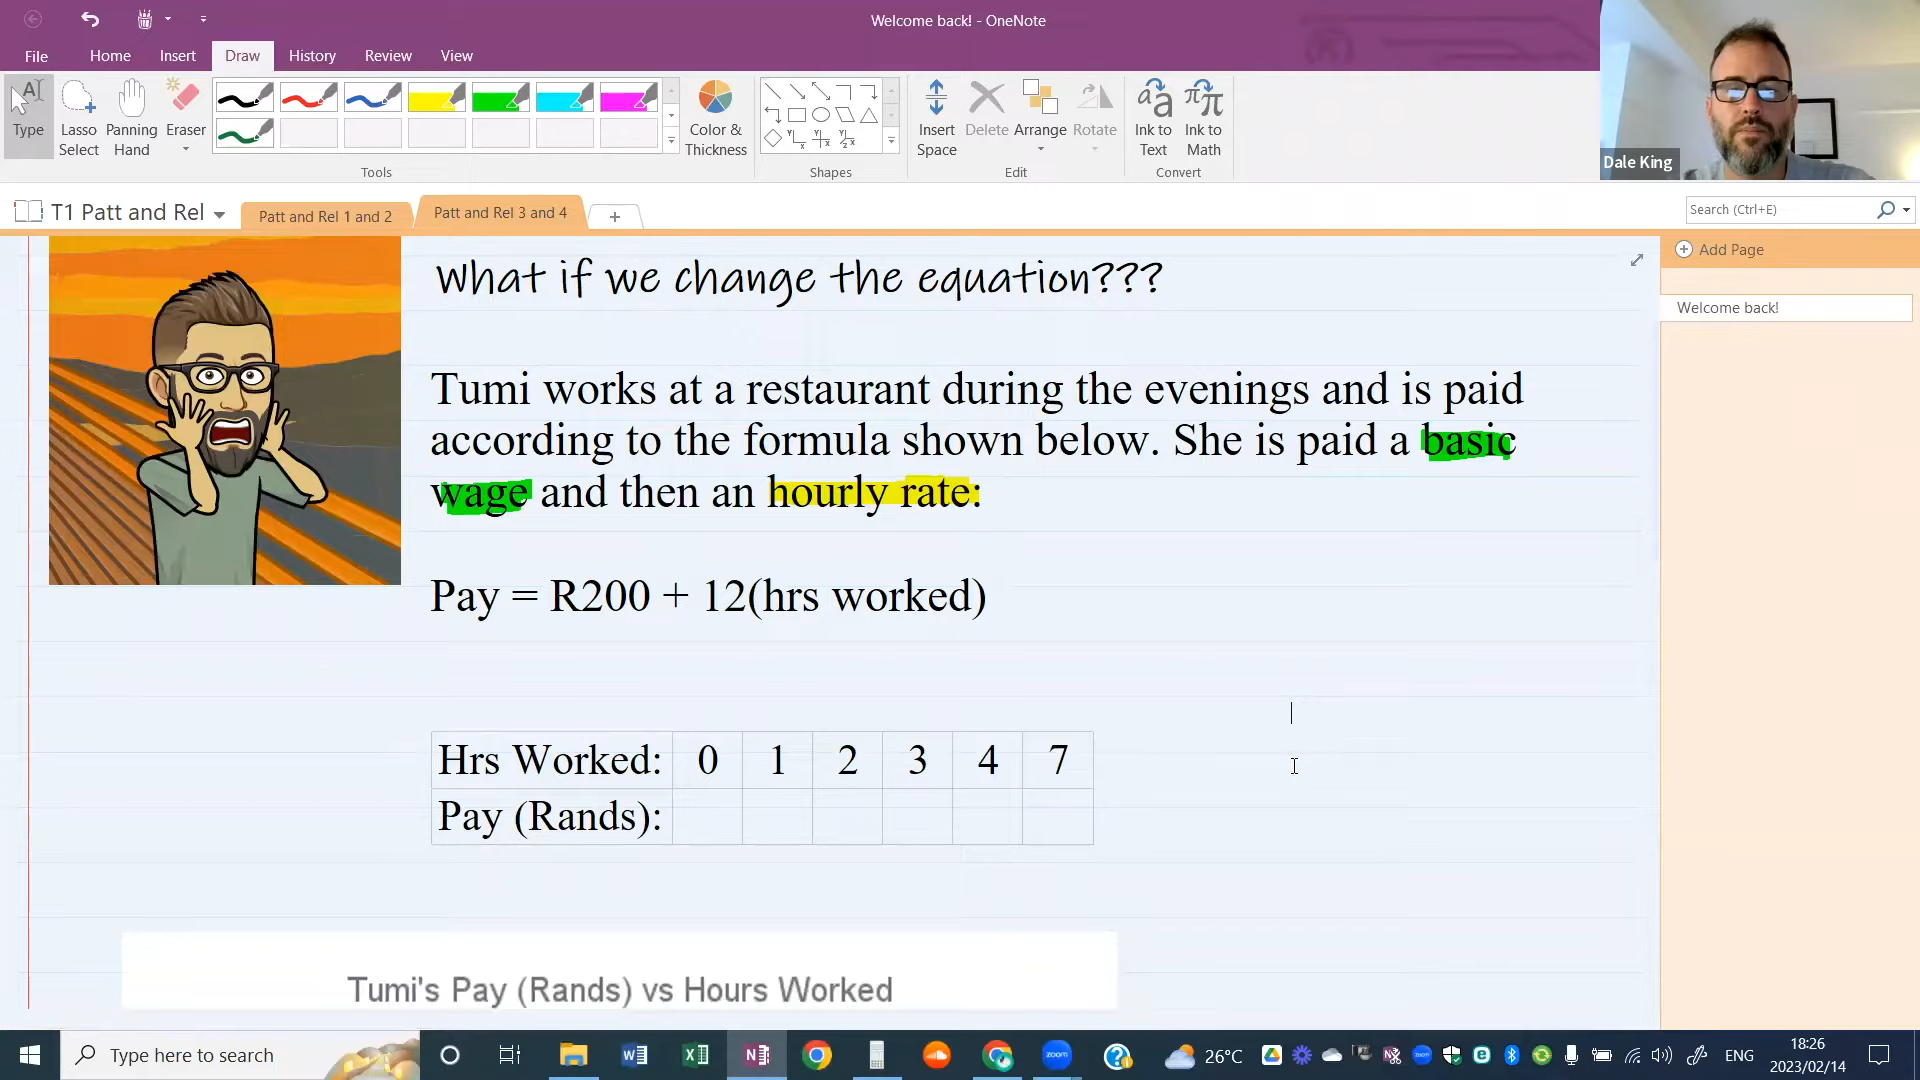 Welcome back! - OneNote
File Home Insert Draw History Review View
Type Lasso Select Panning Hand Eraser Color & Thickness Insert Space Delete Arrange Rotate Ink to Text Ink to Math
Tools Shapes Edit Convert
Dale King
T1 Patt and Rel Patt and Rel 1 and 2 Patt and Rel 3 and 4 + Search (Ctrl+E)
Add Page
Welcome back!
What if we change the equation???
Tumi works at a restaurant during the evenings and is paid
according to the formula shown below. She is paid a basic
wage and then an hourly rate:
Pay = R200 + 12(hrs worked)
Hrs Worked: 0 1 2 3 4 7
Pay (Rands):
Tumi's Pay (Rands) vs Hours Worked
Type here to search 26°C ENG 18:26
2023/02/14